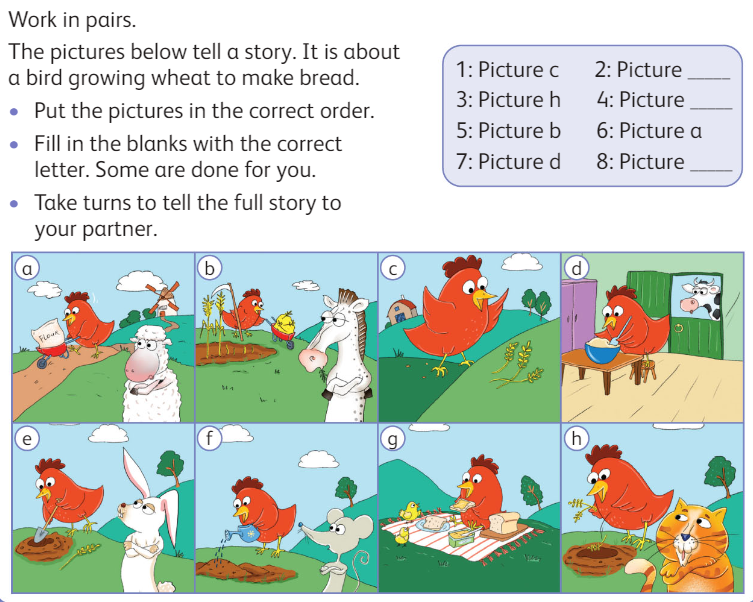 Work in pairs.
The pictures below tell a story. It is about
a bird growing wheat to make bread.
• Put the pictures in the correct order.
• Fill in the blanks with the correct
letter. Some are done for you.
• Take turns to tell the full story to
your partner.
1: Picture c 2: Picture _____
3: Picture h 4: Picture _____
5: Picture b 6: Picture a
7: Picture d 8: Picture _____
a
b
c
d
Flour
e
f
g
h